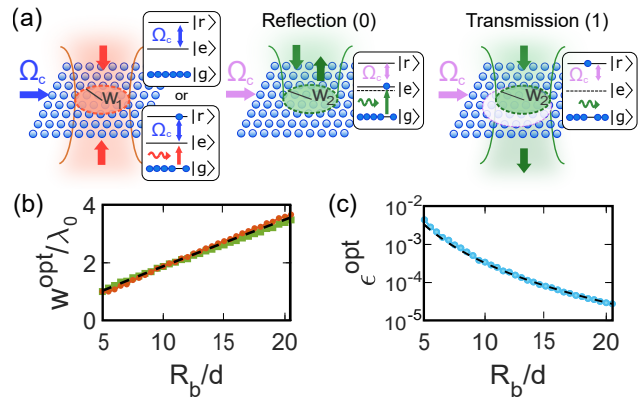 (a)
Reflection (0)
Transmission (1)
|r⟩
Ω_c
|e⟩
|g⟩
or
|r⟩
Ω_c
|e⟩
|g⟩
Ω_c
w_1
Ω_c
w_2
|r⟩
|e⟩
|g⟩
Ω_c
w_2
|r⟩
|e⟩
|g⟩
(b)
w^opt/λ_0
4
2
0
5
10
15
20
R_b/d
(c)
ϵ^opt
10^-2
10^-3
10^-4
10^-5
5
10
15
20
R_b/d